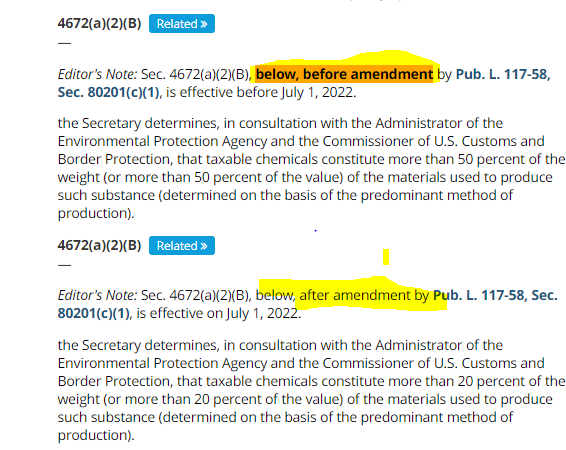 4672(a)(2)(B) Related »
—
Editor's Note: Sec. 4672(a)(2)(B), below, before amendment by Pub. L. 117-58,
Sec. 80201(c)(1), is effective before July 1, 2022.
the Secretary determines, in consultation with the Administrator of the
Environmental Protection Agency and the Commissioner of U.S. Customs and
Border Protection, that taxable chemicals constitute more than 50 percent of the
weight (or more than 50 percent of the value) of the materials used to produce
such substance (determined on the basis of the predominant method of
production).
4672(a)(2)(B) Related »
—
Editor's Note: Sec. 4672(a)(2)(B), below, after amendment by Pub. L. 117-58, Sec.
80201(c)(1), is effective on July 1, 2022.
the Secretary determines, in consultation with the Administrator of the
Environmental Protection Agency and the Commissioner of U.S. Customs and
Border Protection, that taxable chemicals constitute more than 20 percent of the
weight (or more than 20 percent of the value) of the materials used to produce
such substance (determined on the basis of the predominant method of
production).